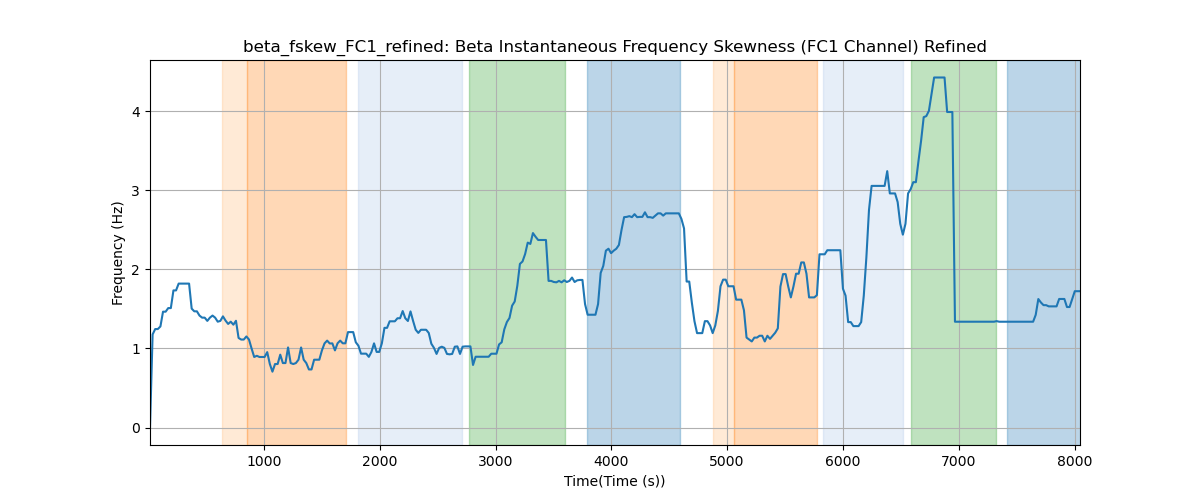 beta_fskew_FC1_refined: Beta Instantaneous Frequency Skewness (FC1 Channel) Refined
Frequency (Hz)
4
3
2
1
0
1000 2000 3000 4000 5000 6000 7000 8000
Time(Time (s))